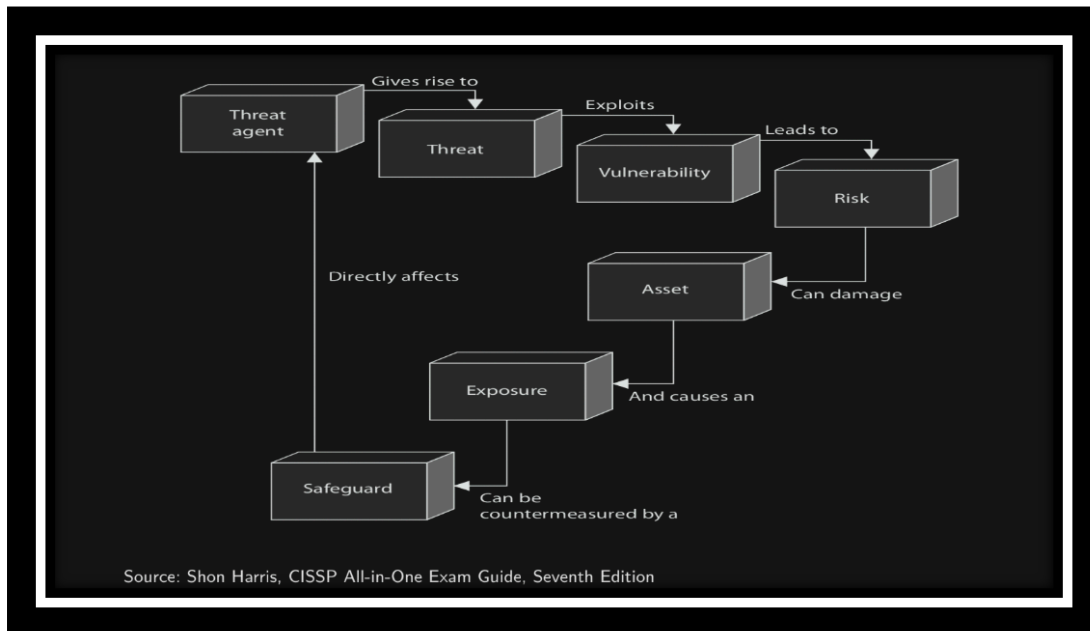 Gives rise to
Threat
agent
Exploits
Threat
Leads to
Vulnerability
Risk
Directly affects
Asset
Can damage
Exposure
And causes an
Safeguard
Can be
countermeasured by a
Source: Shon Harris, CISSP All-in-One Exam Guide, Seventh Edition